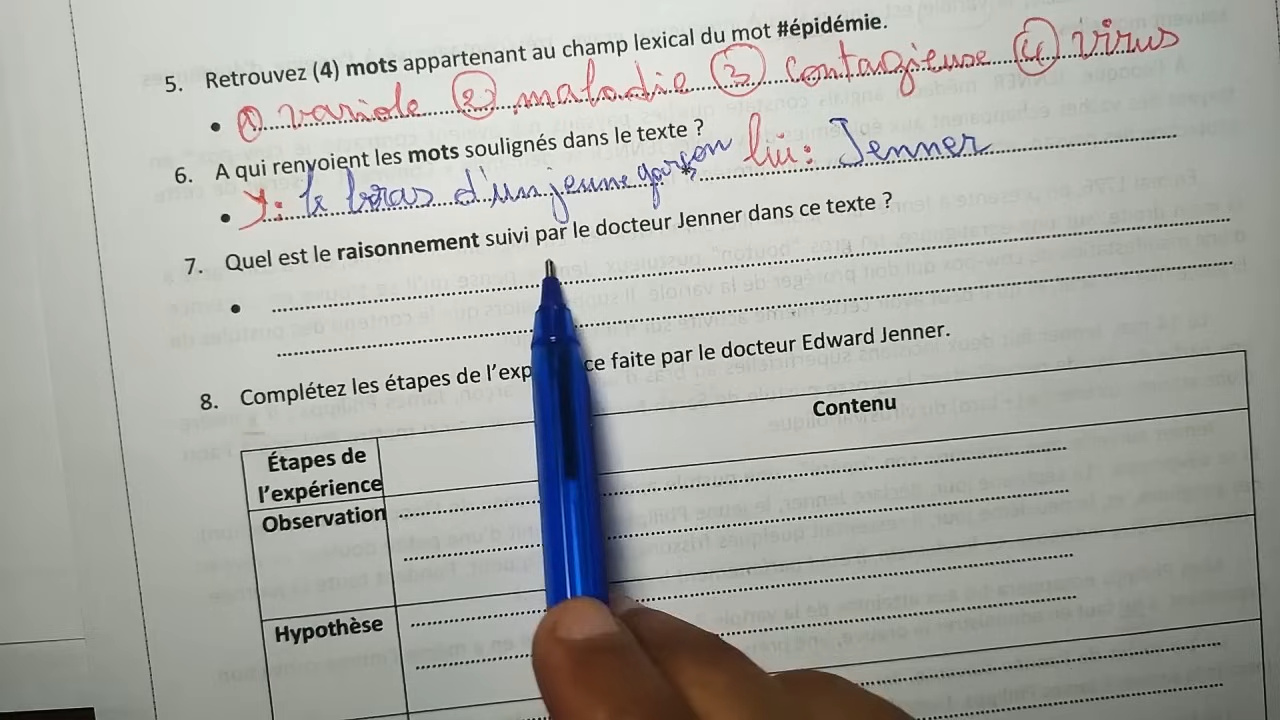 5. Retrouvez (4) mots appartenant au champ lexical du mot #épidémie.
• ① variole ② maladie ③ contagieuse ④ virus
6. A qui renvoient les mots soulignés dans le texte ?
• y: le bras d'un jeune garçon lui: Jenner
7. Quel est le raisonnement suivi par le docteur Jenner dans ce texte ?
•
8. Complétez les étapes de l'exp ce faite par le docteur Edward Jenner.
Étapes de l'expérience
Contenu
Observation
Hypothèse